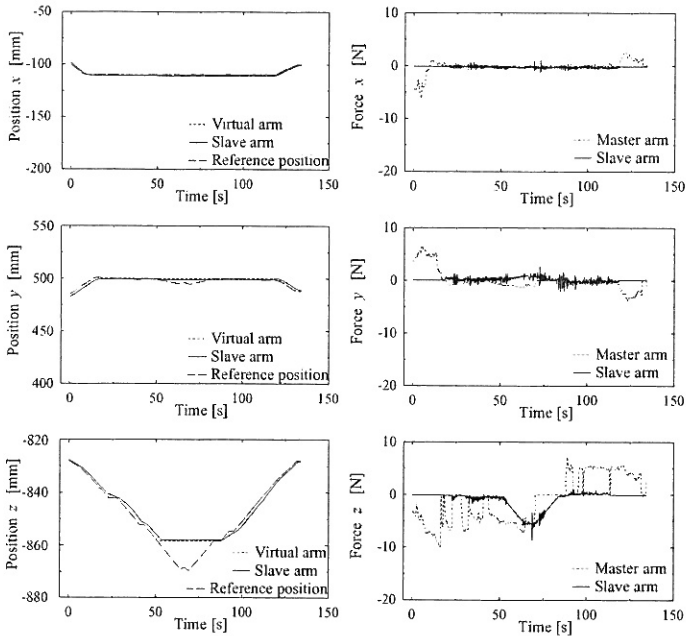 -50
-100
-150
-200
Position x [mm]
Virtual arm
Slave arm
Reference position
0 50 100 150
Time [s]
10
0
-10
-20
Force x [N]
Master arm
Slave arm
0 50 100 150
Time [s]
550
500
450
400
Position y [mm]
Virtual arm
Slave arm
Reference position
0 50 100 150
Time [s]
10
0
-10
-20
Force y [N]
Master arm
Slave arm
0 50 100 150
Time [s]
-820
-840
-860
-880
Position z [mm]
Virtual arm
Slave arm
Reference position
0 50 100 150
Time [s]
10
0
-10
-20
Force z [N]
Master arm
Slave arm
0 50 100 150
Time [s]